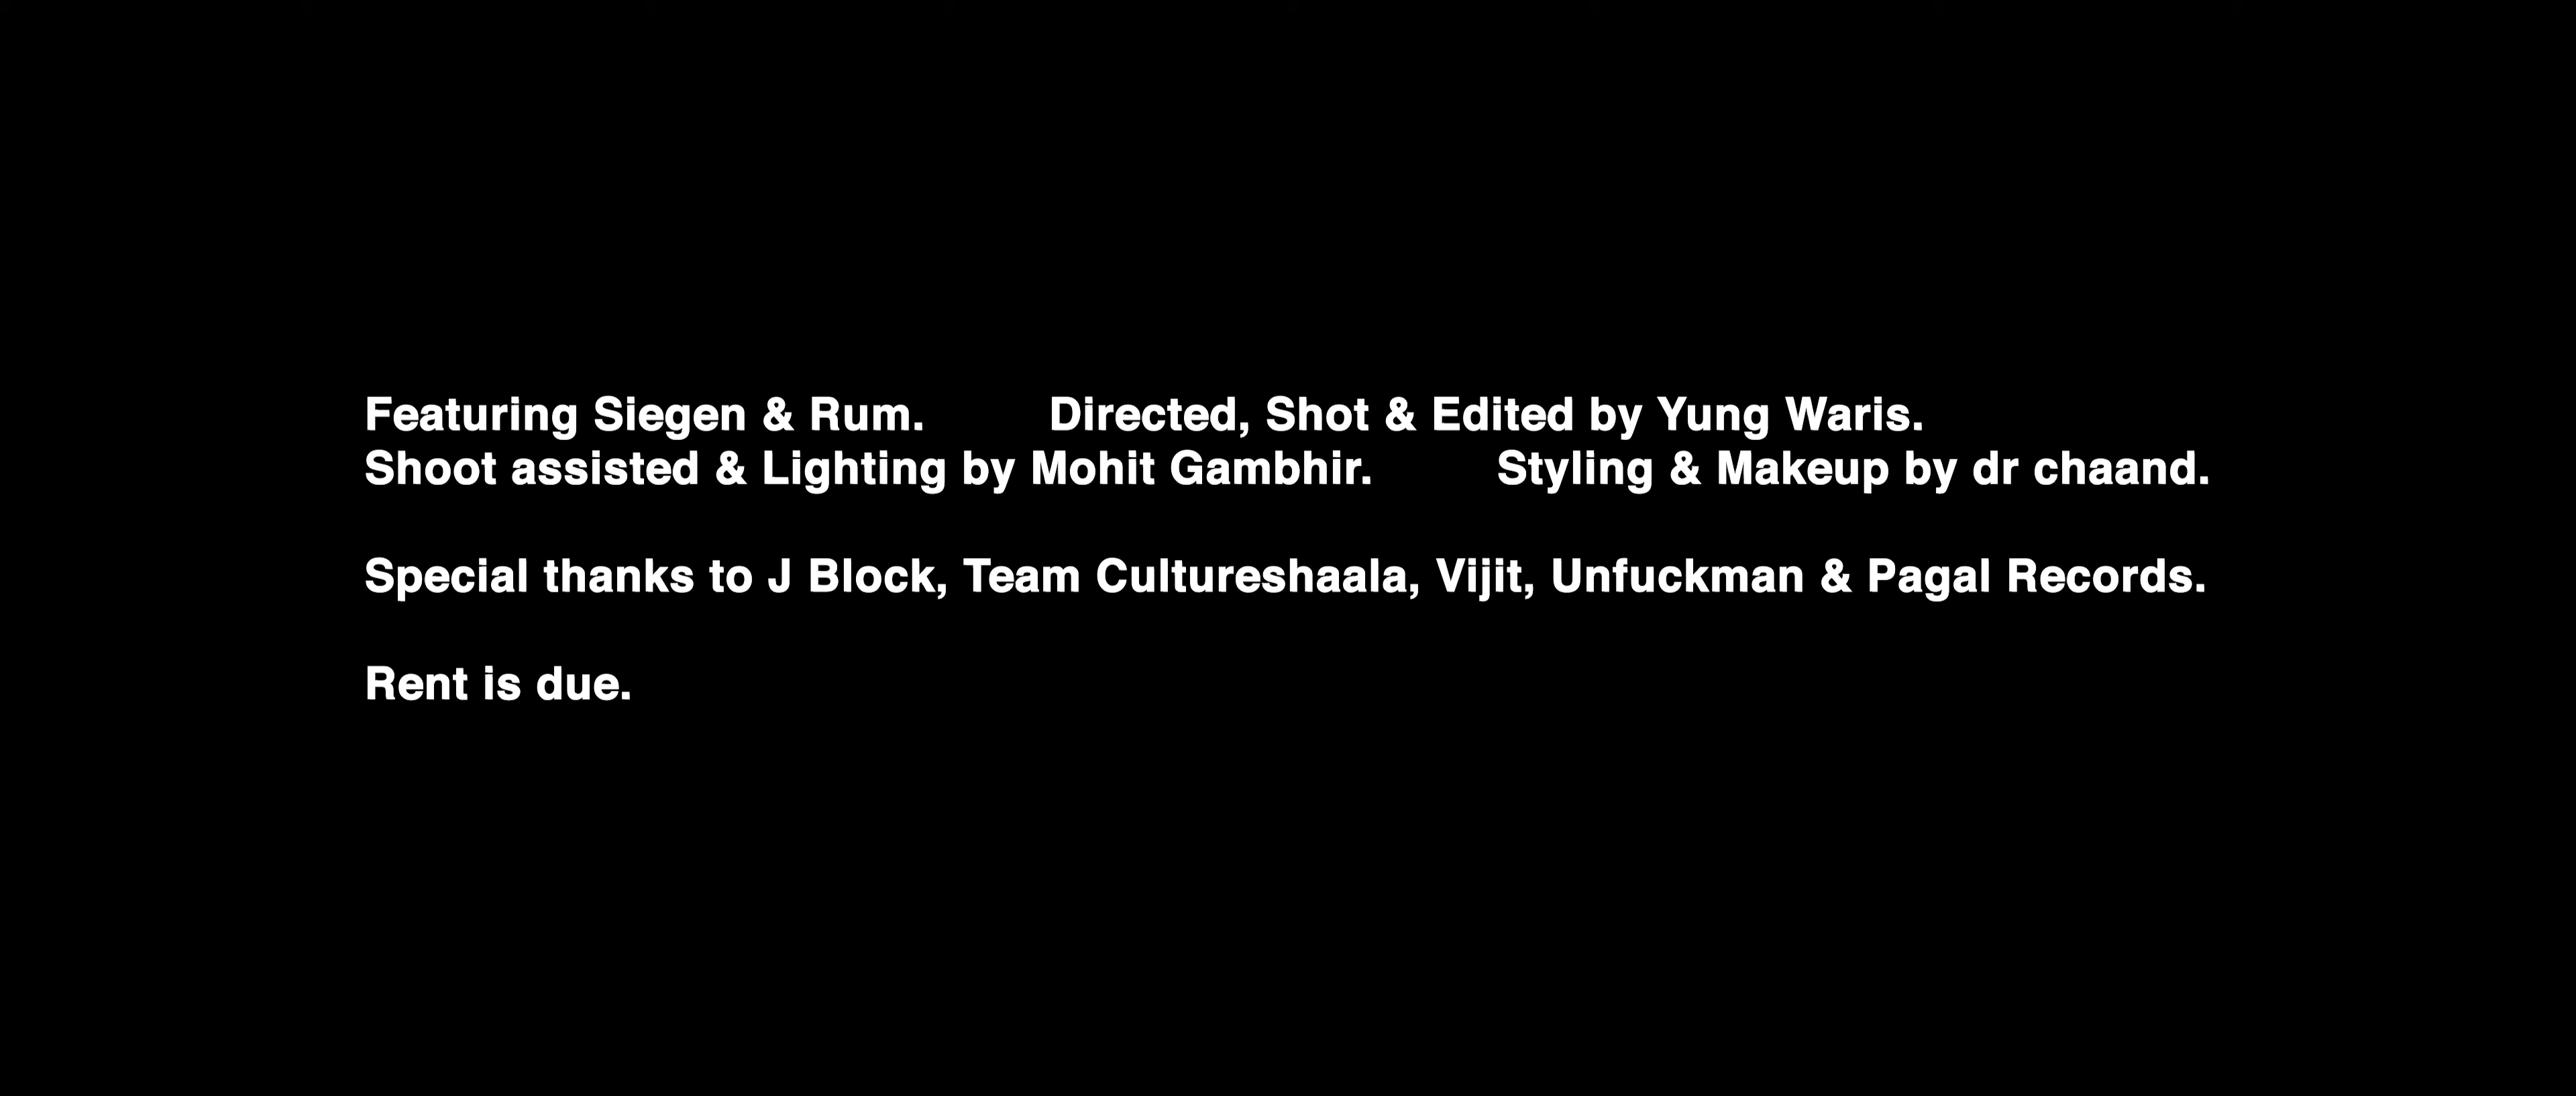 Featuring Siegen & Rum. Directed, Shot & Edited by Yung Waris.
Shoot assisted & Lighting by Mohit Gambhir. Styling & Makeup by dr chaand.
Special thanks to J Block, Team Cultureshaala, Vijit, Unfuckman & Pagal Records.
Rent is due.